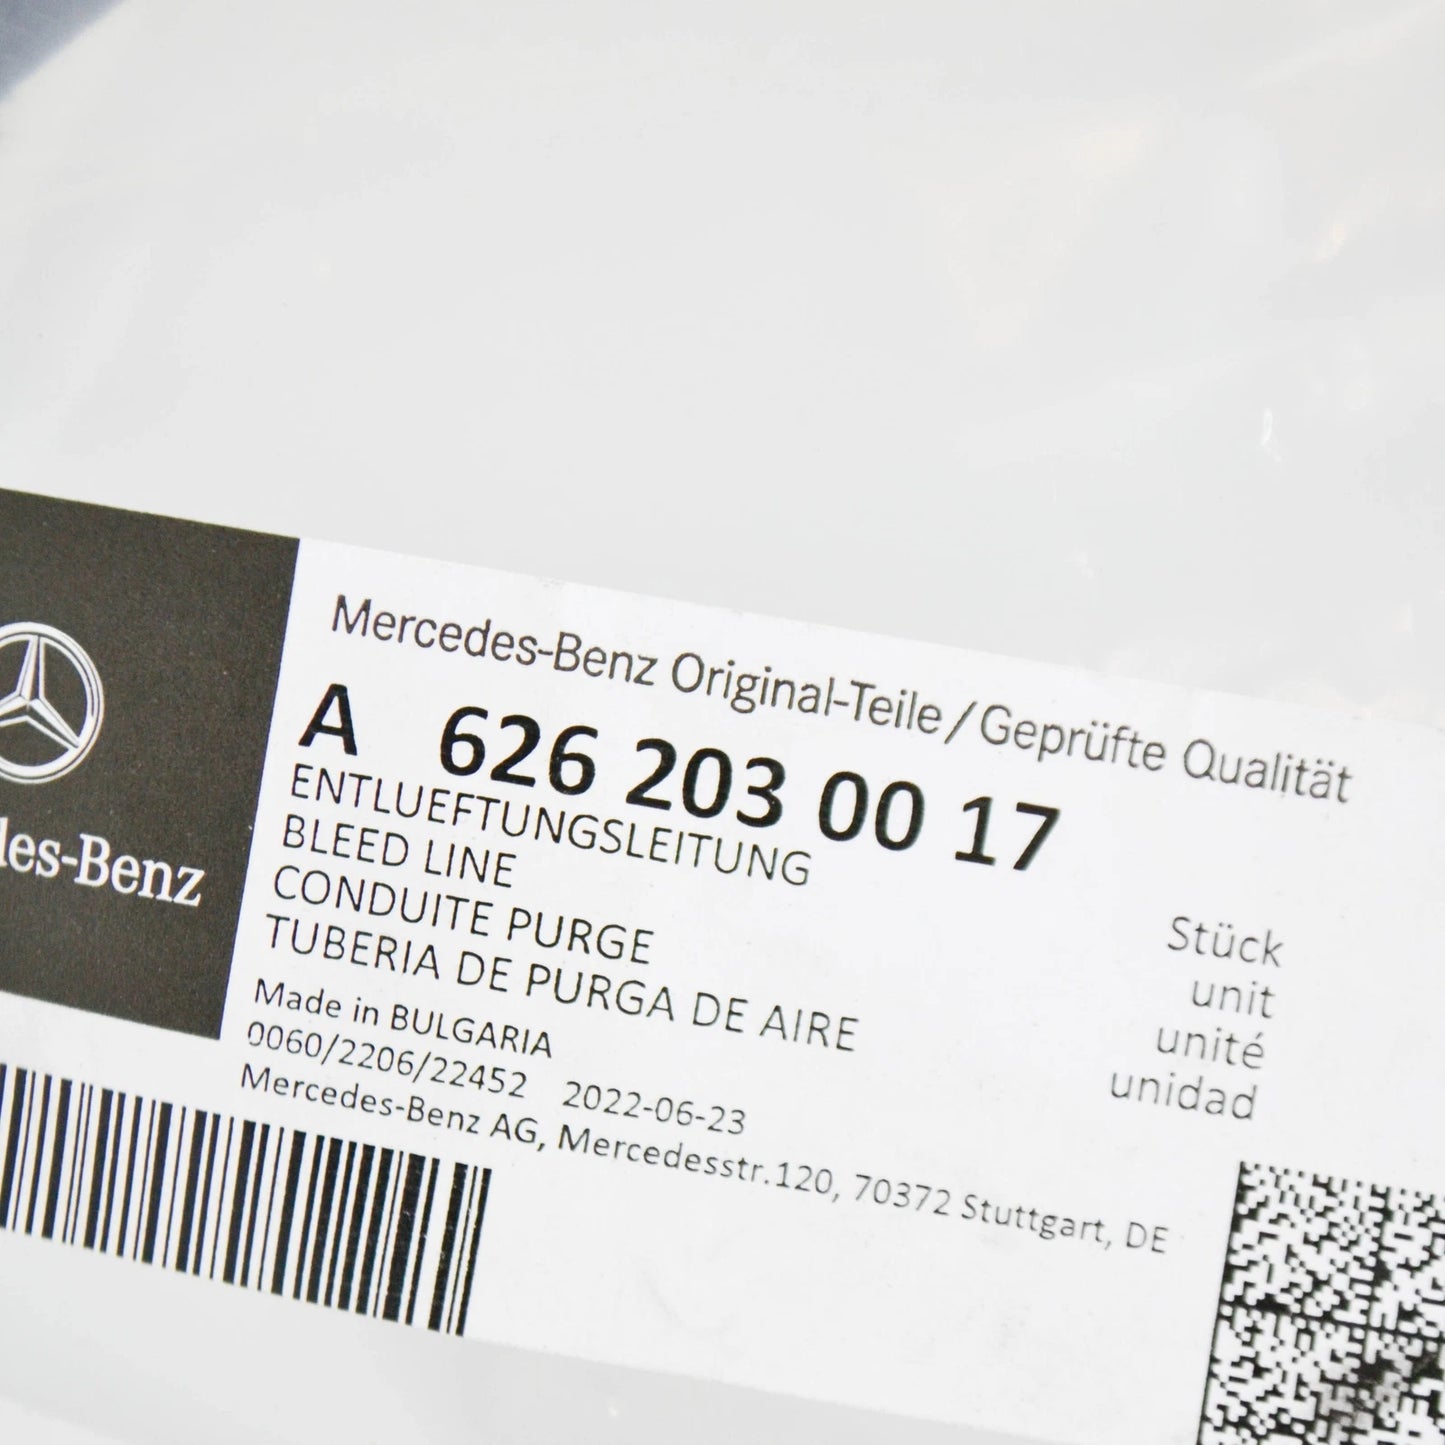 Mercedes-Benz Original-Teile/Geprüfte Qualität
A 626 203 00 17
ENTLUEFTUNGSLEITUNG
BLEED LINE
CONDUITE PURGE
TUBERIA DE PURGA DE AIRE
Stück
unit
unité
unidad
Made in BULGARIA
0060/2206/22452 2022-06-23
Mercedes-Benz AG, Mercedesstr.120, 70372 Stuttgart, DE
des-Benz